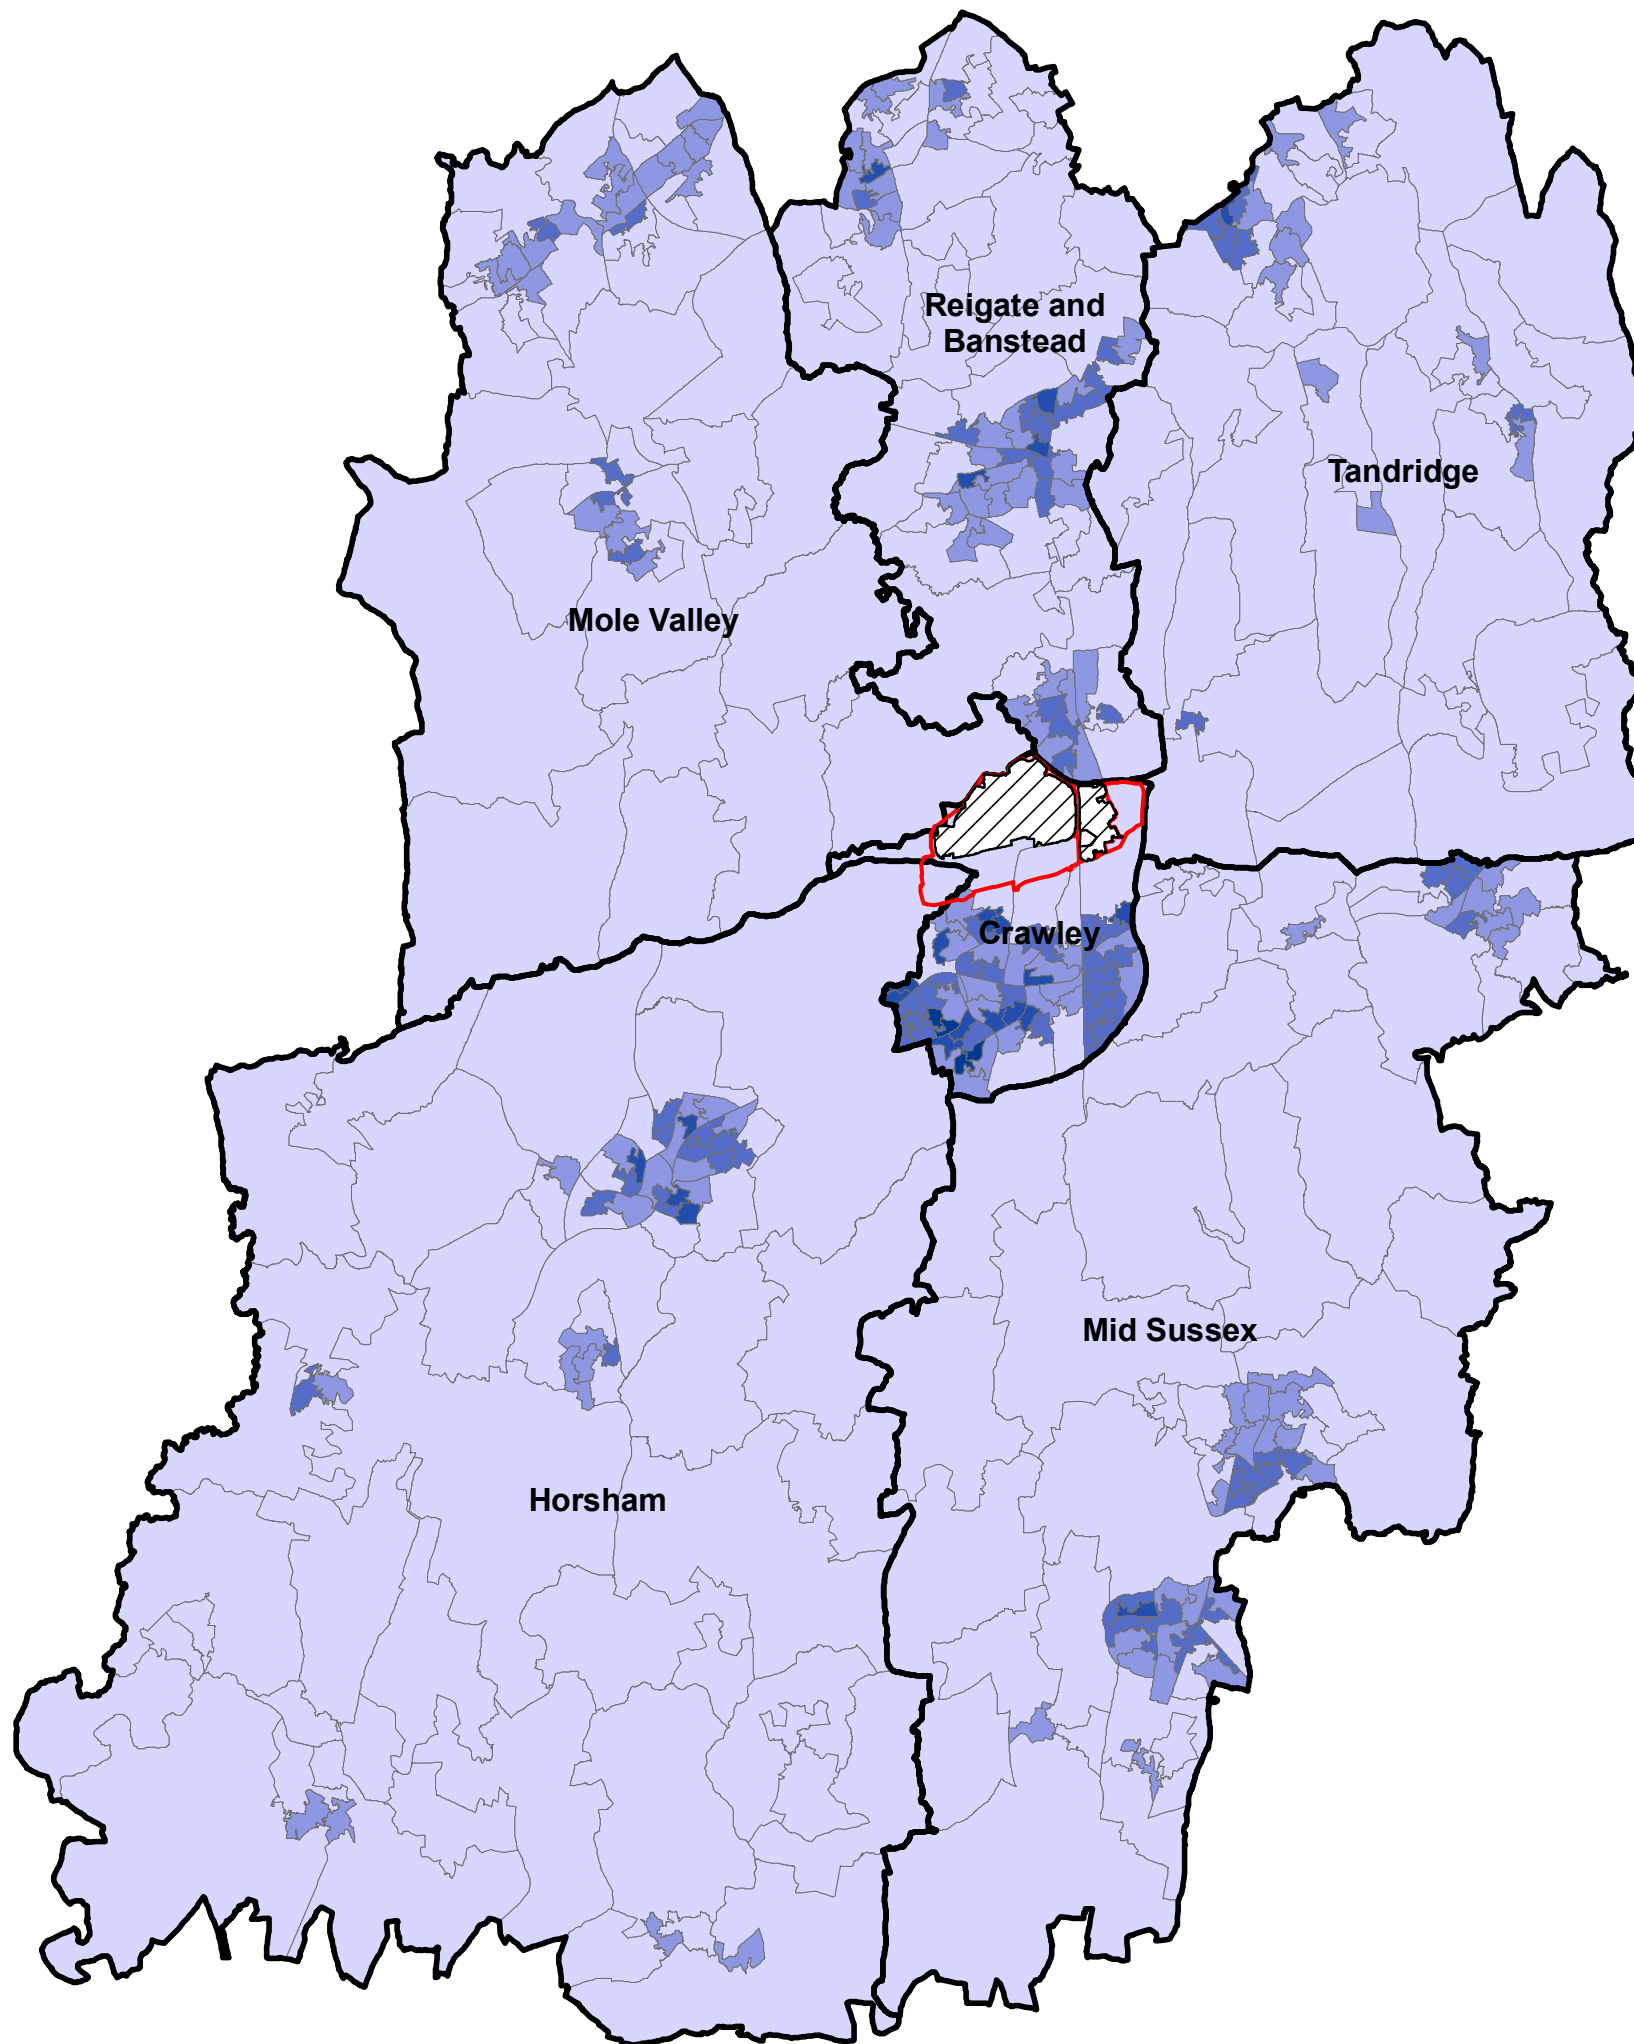 Reigate and
Banstead
Tandridge
Mole Valley
Crawley
Mid Sussex
Horsham